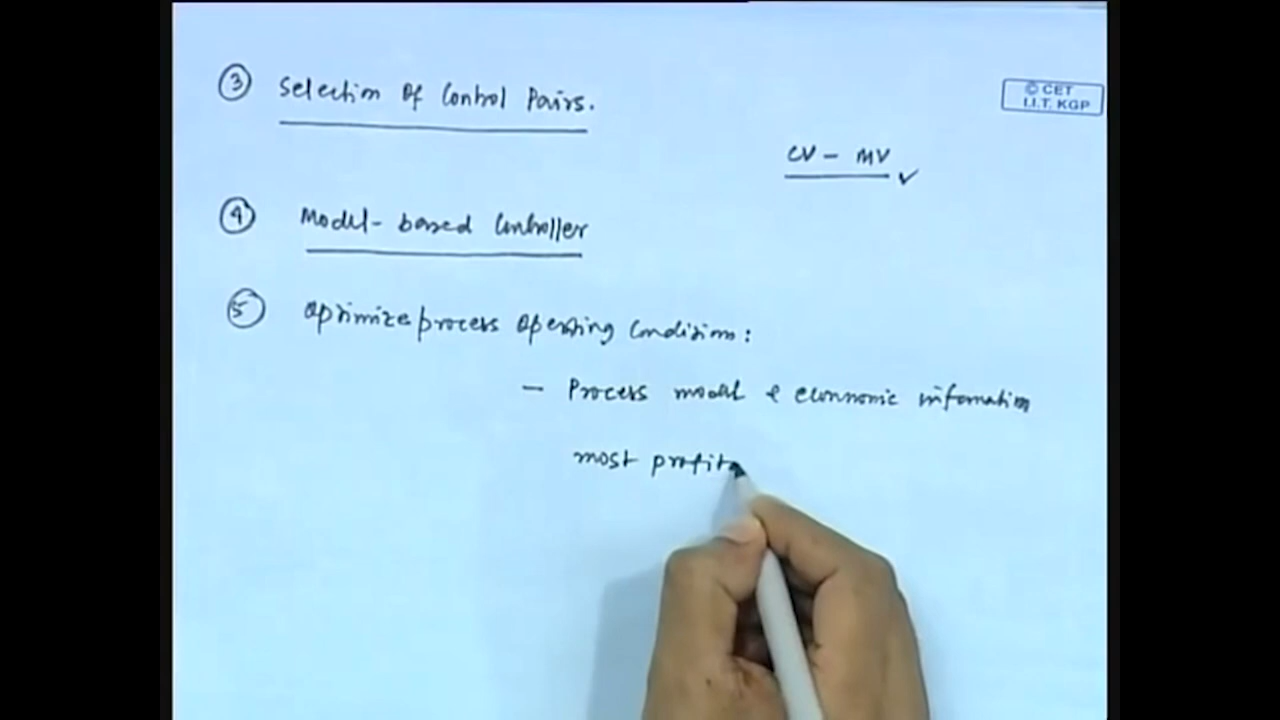 ③ Selection of Control Pairs.
© CET
I.I.T. KGP
CV - MV ✓
④ Model-based Controller
⑤ Optimize process operating conditions:
- Process model & economic information
most profita